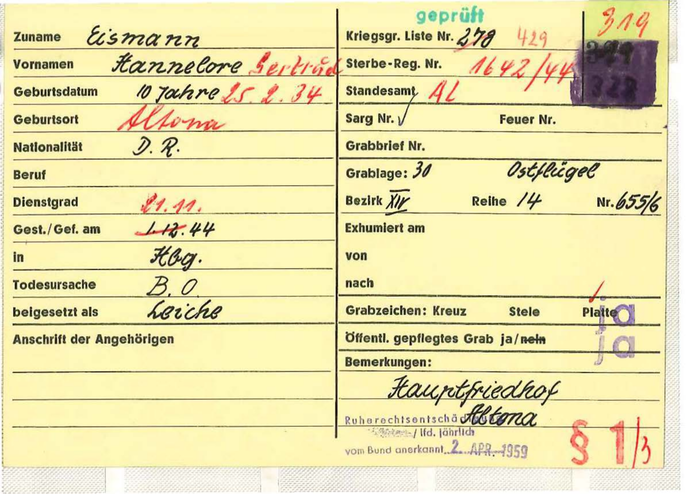 Zuname Eismann
Vornamen Hannelore Gertrud
Geburtsdatum 10 Jahre 25.2.34
Geburtsort Altona
Nationalität D.R.
Beruf
Dienstgrad
21.11.
Gest./Gef. am 1.12.44
in Hbg.
Todesursache B.O
beigesetzt als Leiche
Anschrift der Angehörigen
geprüft
319
Kriegsgr. Liste Nr. 278 429
329
Sterbe-Reg. Nr. 1642/44
328
Standesamt AL
Sarg Nr. ✓ Feuer Nr.
Grabbrief Nr.
Grablage: 30 Ostflügel
Bezirk XIV Reihe 14 Nr. 655/6
Exhumiert am
von
nach
Grabzeichen: Kreuz Stele Platte ja
Öffentl. gepflegtes Grab ja/nein ja
Bemerkungen:
Hauptfriedhof
Altona
Ruherechtsentschäd
/ lfd. jährlich
vom Bund anerkannt 2. APR. 1959
§ 1/3